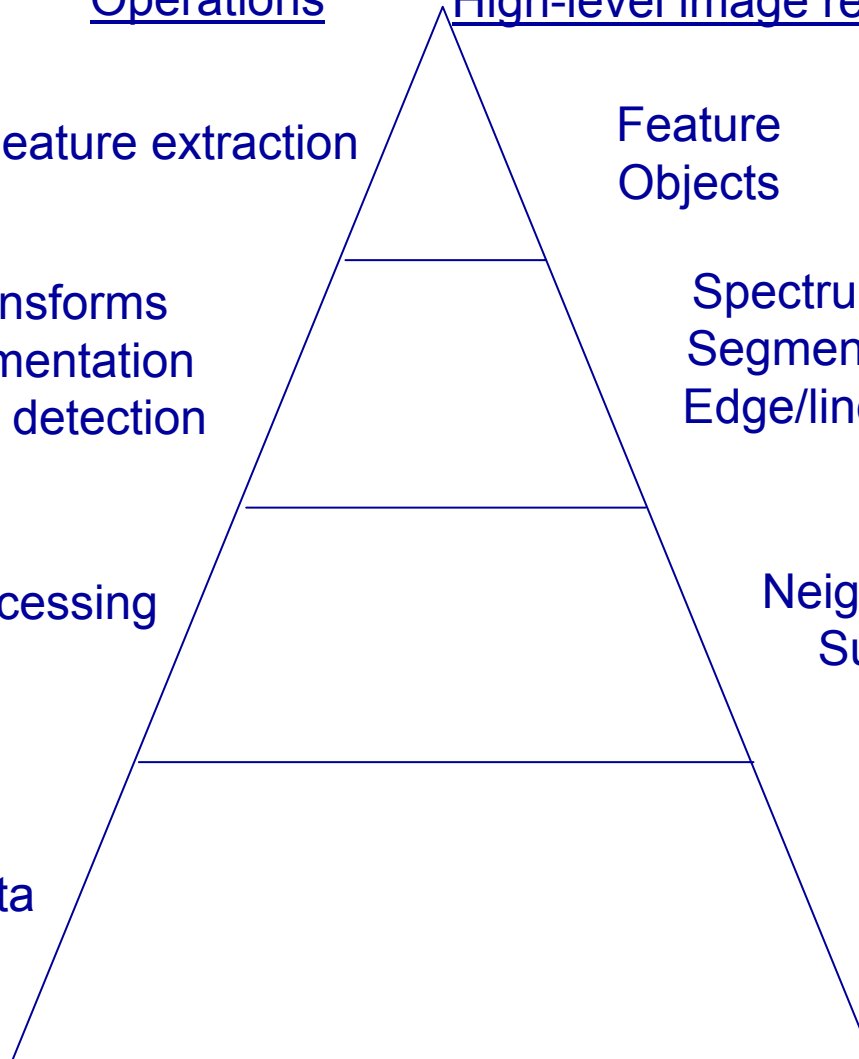 Operations
High-level image re
eature extraction
Feature
Objects
nsforms
mentation
detection
Spectru
Segmen
Edge/line
cessing
Neig
Su
ta